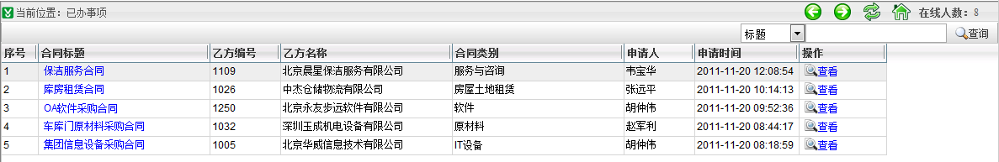 当前位置：已办事项 在线人数：8
标题 查询
序号 合同标题 乙方编号 乙方名称 合同类别 申请人 申请时间 操作
1 保洁服务合同 1109 北京晨星保洁服务有限公司 服务与咨询 韦宝华 2011-11-20 12:08:54 查看
2 库房租赁合同 1026 中杰仓储物流有限公司 房屋土地租赁 张远平 2011-11-20 10:14:13 查看
3 OA软件采购合同 1250 北京永友步远软件有限公司 软件 胡仲伟 2011-11-20 09:52:36 查看
4 车库门原材料采购合同 1032 深圳玉成机电设备有限公司 原材料 赵军利 2011-11-20 08:44:17 查看
5 集团信息设备采购合同 1005 北京华威信息技术有限公司 IT设备 胡仲伟 2011-11-20 08:18:59 查看